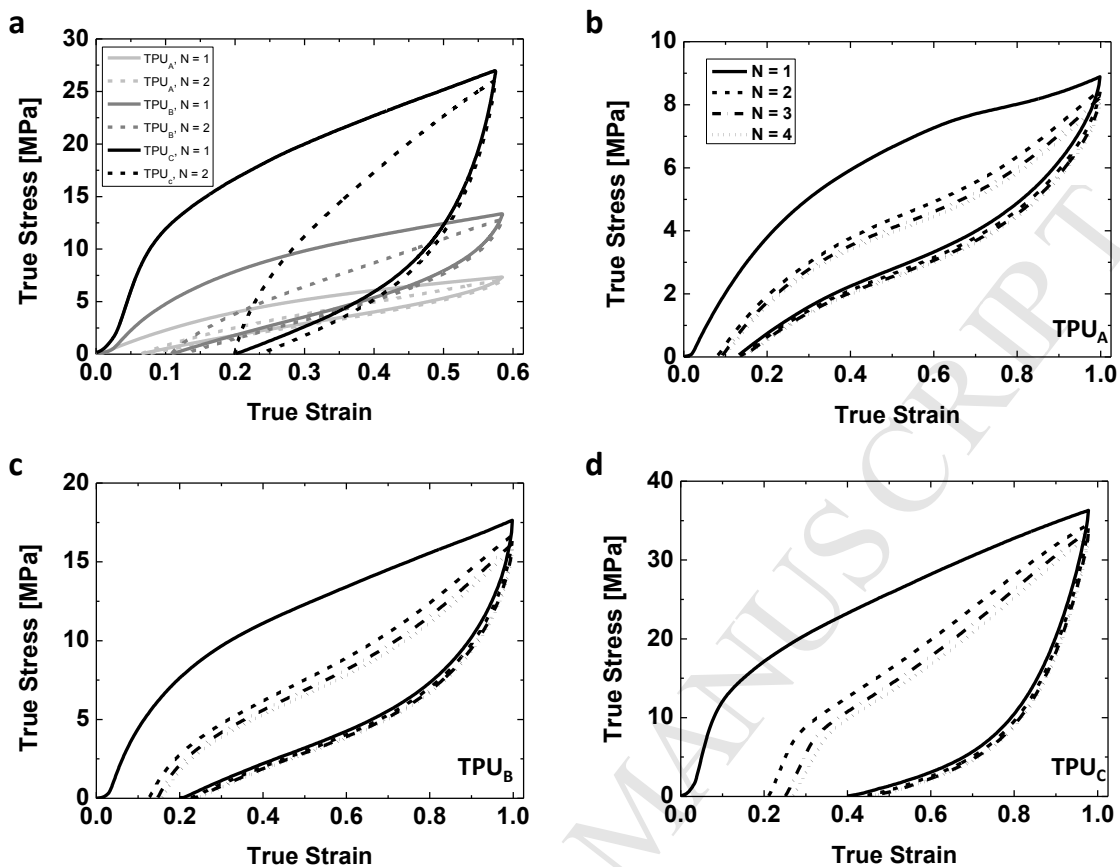 a
30
25
20
15
10
5
0
True Stress [MPa]
TPU_A, N = 1
TPU_A, N = 2
TPU_B, N = 1
TPU_B, N = 2
TPU_C, N = 1
TPU_c, N = 2
0.0 0.1 0.2 0.3 0.4 0.5 0.6
True Strain
b
10
8
6
4
2
0
True Stress [MPa]
N = 1
N = 2
N = 3
N = 4
TPU_A
0.0 0.2 0.4 0.6 0.8 1.0
True Strain
c
20
15
10
5
0
True Stress [MPa]
TPU_B
0.0 0.2 0.4 0.6 0.8 1.0
True Strain
d
40
30
20
10
0
True Stress [MPa]
TPU_C
0.0 0.2 0.4 0.6 0.8 1.0
True Strain
MANUSCRIPT